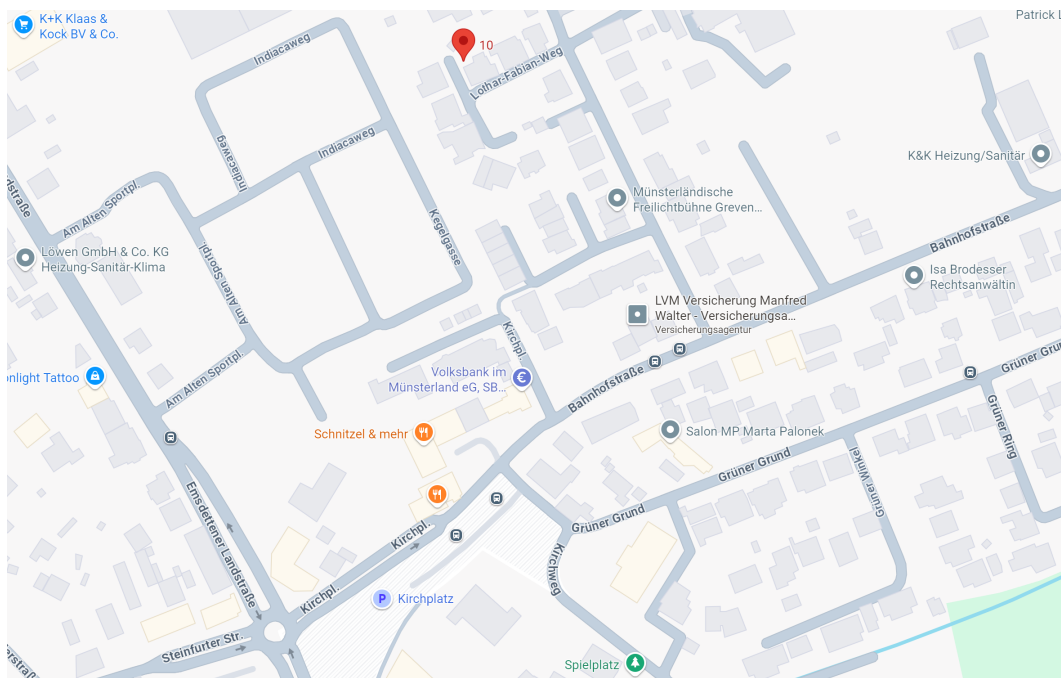 K+K Klaas &
Kock BV & Co.
Patrick L
10
Indiacaweg
Lothar-Fabian-Weg
Indiacaweg
Indiacaweg
K&K Heizung/Sanitär
dstraße
Am Alten Sportpl.
Münsterländische
Freilichtbühne Greven...
Kegelgasse
Bahnhofstraße
Löwen GmbH & Co. KG
Heizung-Sanitär-Klima
Am Alten Sportpl.
Isa Brodesser
Rechtsanwältin
LVM Versicherung Manfred
Walter - Versicherungsa...
Versicherungsagentur
Kirchpl.
Am Alten Sportpl.
onlight Tattoo
Volksbank im
Münsterland eG, SB...
€
Bahnhofstraße
Grüner Grun
Grüner Ring
Schnitzel & mehr
Salon MP Marta Palonek
Grüner Grund
Grüner Winkel
Emsdettener Landstraße
Kirchpl.
Grüner Grund
Kirchweg
P
Kirchplatz
Kirchpl.
Steinfurter Str.
erstraße
Spielplatz